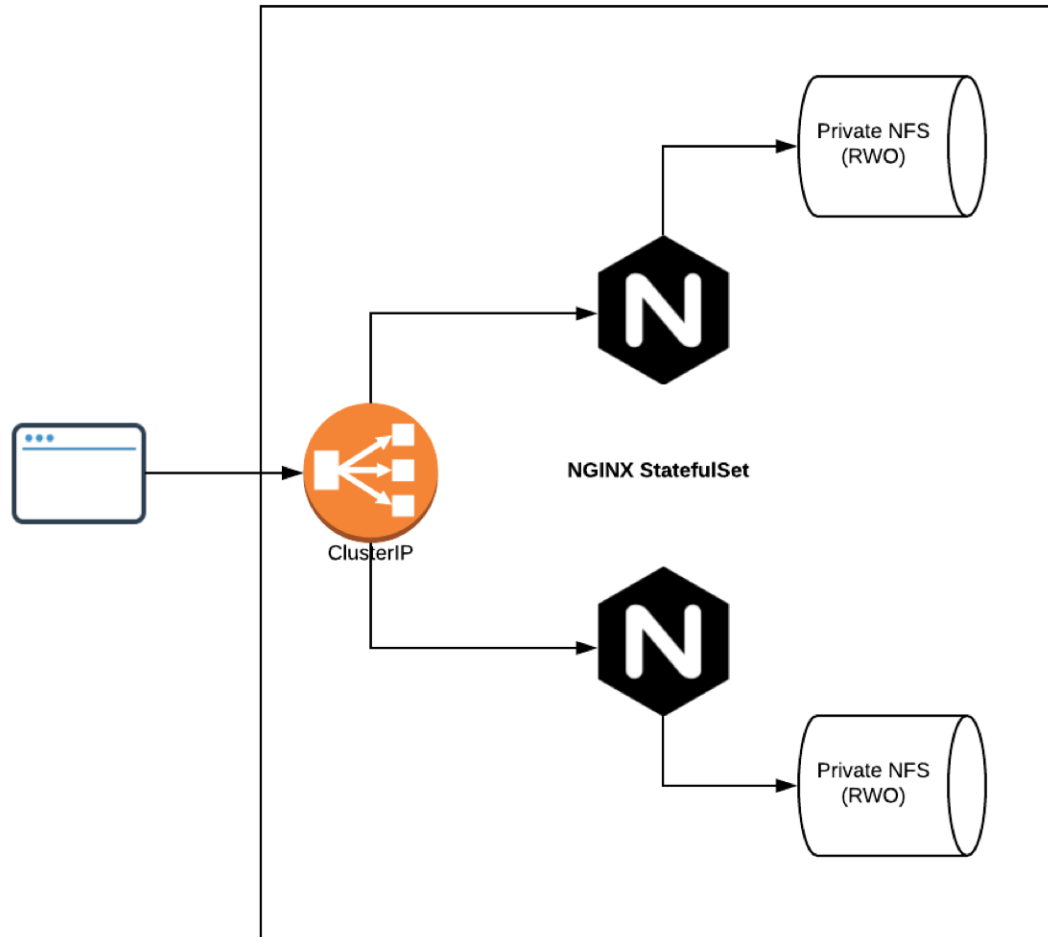 Private NFS
(RWO)
NGINX StatefulSet
ClusterIP
Private NFS
(RWO)